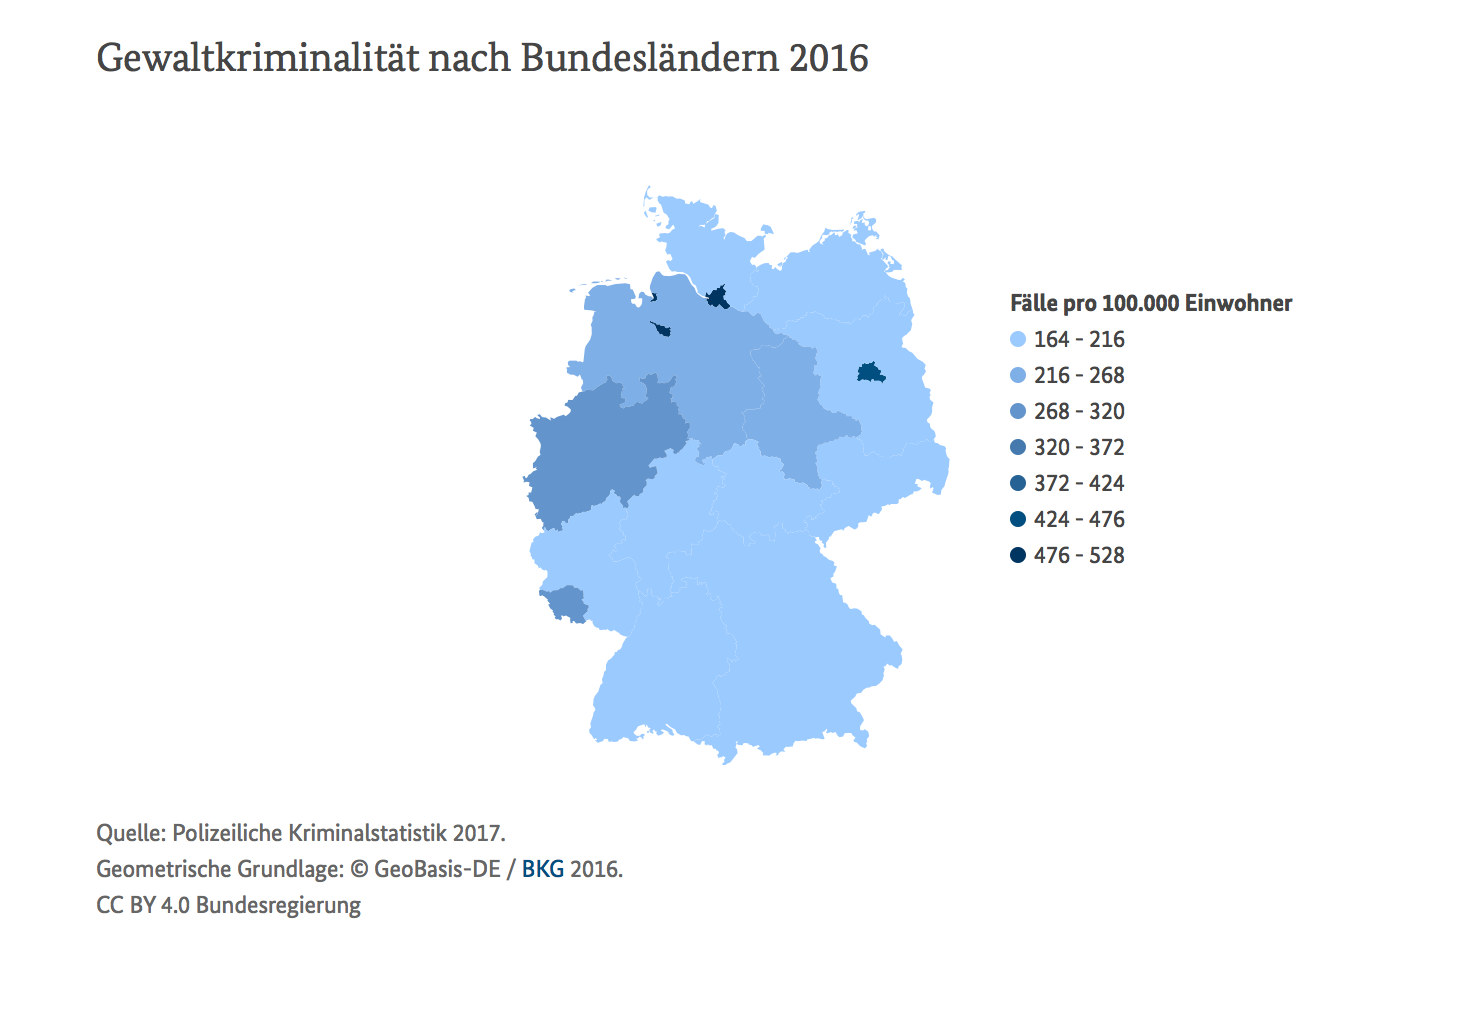 Gewaltkriminalität nach Bundesländern 2016
Fälle pro 100.000 Einwohner
164 - 216
216 - 268
268 - 320
320 - 372
372 - 424
424 - 476
476 - 528
Quelle: Polizeiliche Kriminalstatistik 2017.
Geometrische Grundlage: © GeoBasis-DE / BKG 2016.
CC BY 4.0 Bundesregierung